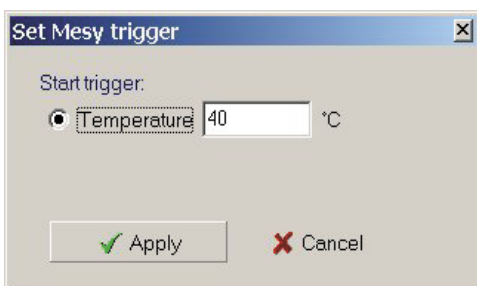 Set Mesy trigger
Start trigger:
Temperature 40 °C
Apply Cancel